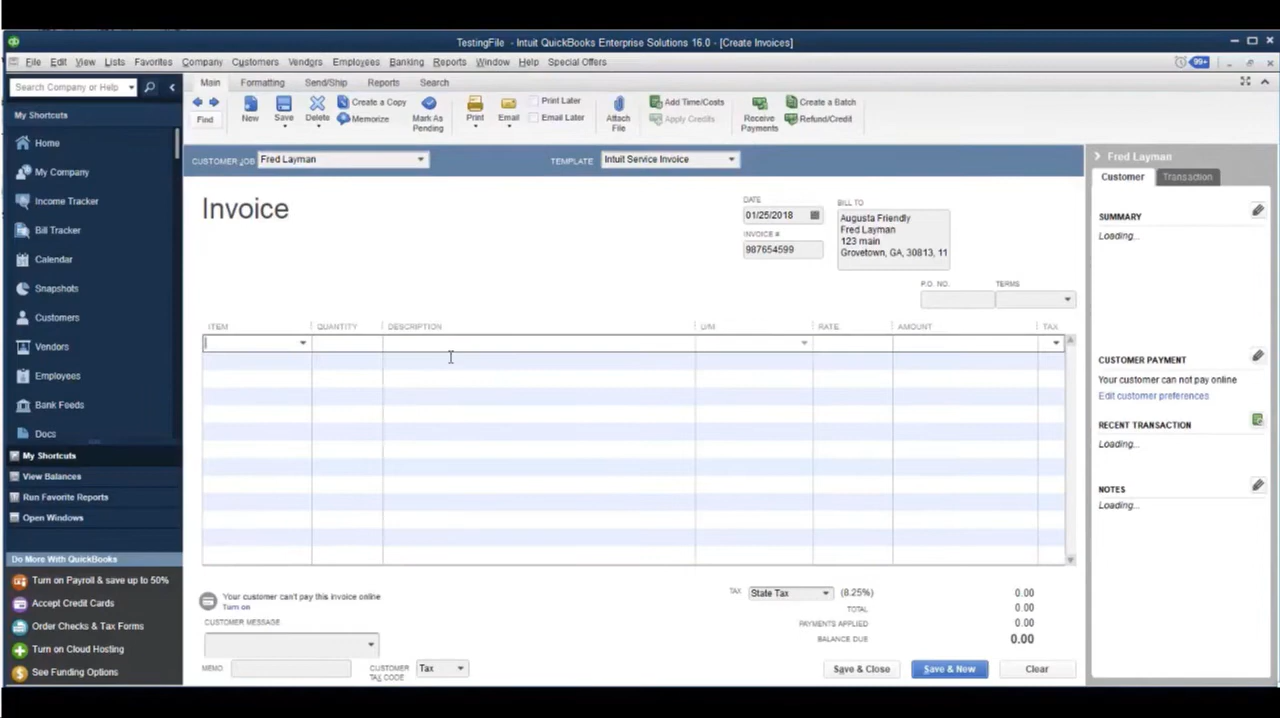 TestingFile - Intuit QuickBooks Enterprise Solutions 16.0 - [Create Invoices]
File Edit View Lists Favorites Company Customers Vendors Employees Banking Reports Window Help Special Offers
99+
Search Company or Help
My Shortcuts
Home
My Company
Income Tracker
Bill Tracker
Calendar
Snapshots
Customers
Vendors
Employees
Bank Feeds
Docs
My Shortcuts
View Balances
Run Favorite Reports
Open Windows
Do More With QuickBooks
Turn on Payroll & save up to 50%
Accept Credit Cards
Order Checks & Tax Forms
Turn on Cloud Hosting
See Funding Options
Main Formatting Send/Ship Reports Search
Find
New
Save
Delete
Create a Copy
Memorize
Mark As
Pending
Print
Email
Print Later
Email Later
Attach
File
Add Time/Costs
Apply Credits
Receive
Payments
Create a Batch
Refund/Credit
CUSTOMER:JOB Fred Layman TEMPLATE Intuit Service Invoice
Invoice
DATE
01/25/2018
INVOICE #
987654599
BILL TO
Augusta Friendly
Fred Layman
123 main
Grovetown, GA, 30813, 11
P.O. NO. TERMS
ITEM QUANTITY DESCRIPTION U/M RATE AMOUNT TAX
Your customer can't pay this invoice online
Turn on
CUSTOMER MESSAGE
MEMO
CUSTOMER
TAX CODE
Tax
TAX State Tax (8.25%) 0.00
TOTAL 0.00
PAYMENTS APPLIED 0.00
BALANCE DUE 0.00
Save & Close Save & New Clear
Fred Layman
Customer Transaction
SUMMARY
Loading...
CUSTOMER PAYMENT
Your customer can not pay online
Edit customer preferences
RECENT TRANSACTION
Loading...
NOTES
Loading...